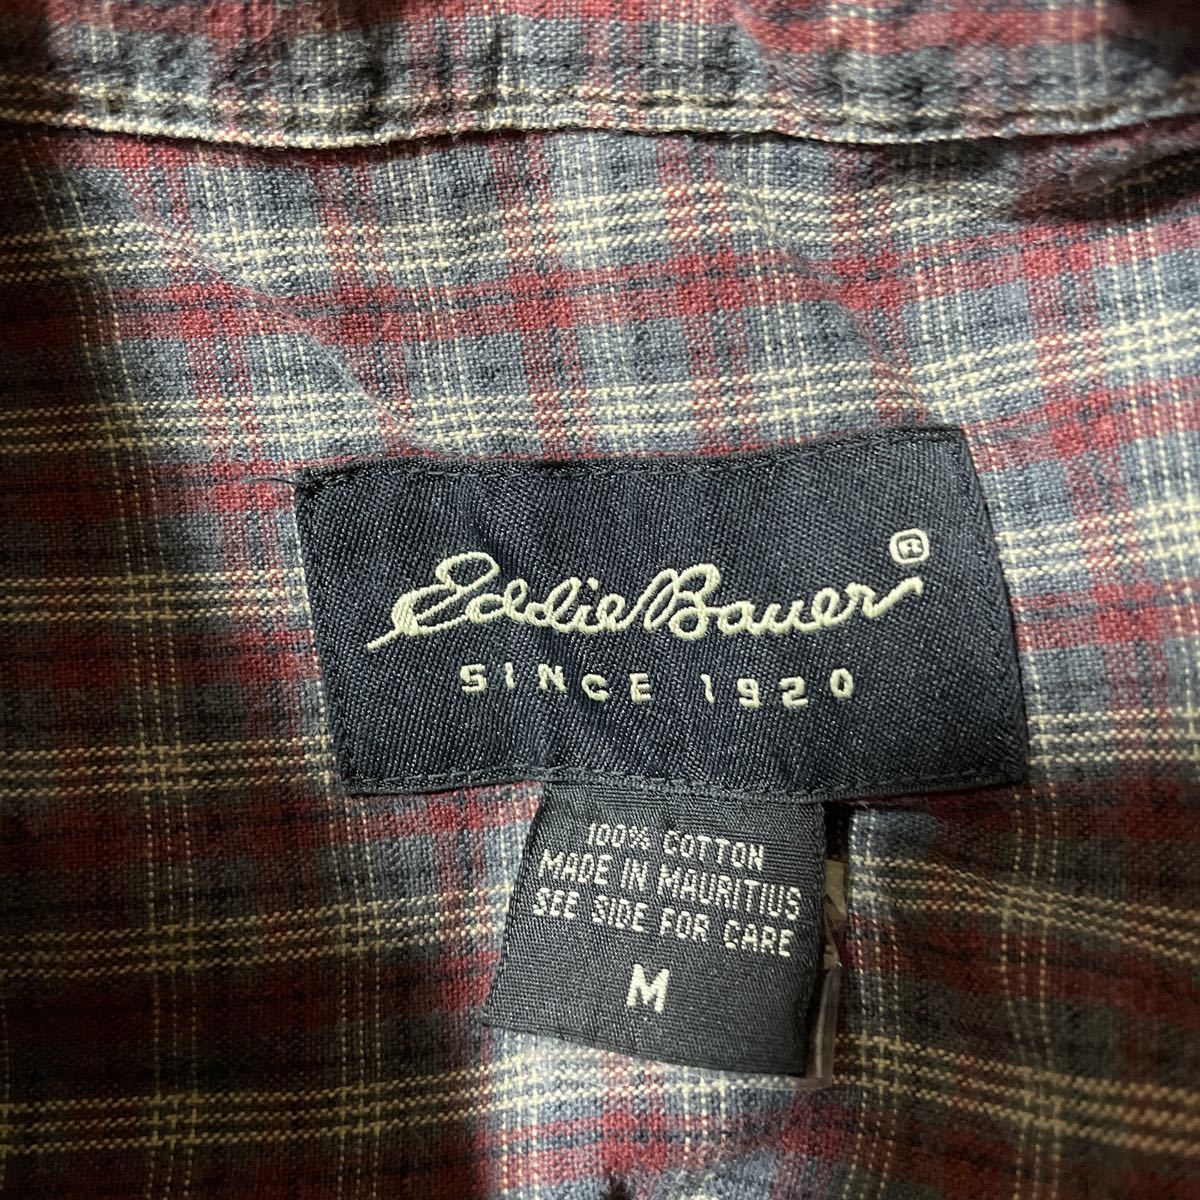 Eddie Bauer®
SINCE 1920
100% COTTON
MADE IN MAURITIUS
SEE SIDE FOR CARE
M